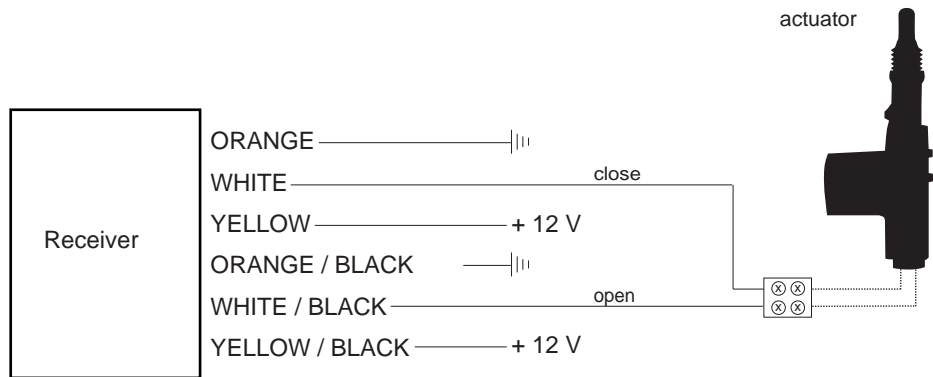 actuator
ORANGE
WHITE
close
YELLOW
+ 12 V
Receiver
ORANGE / BLACK
WHITE / BLACK
open
YELLOW / BLACK
+ 12 V
x x
x x